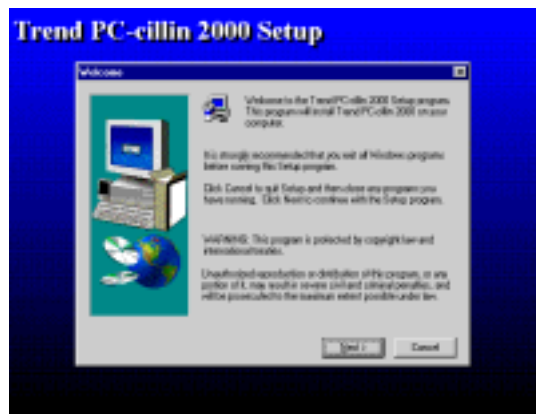 Trend PC-cillin 2000 Setup
Welcome
Welcome to the Trend PC-cillin 2000 Setup program.
This program will install Trend PC-cillin 2000 on your
computer.
It is strongly recommended that you exit all Windows programs
before running this Setup program.
Click Cancel to quit Setup and then close any programs you
have running. Click Next to continue with the Setup program.
WARNING: This program is protected by copyright law and
international treaties.
Unauthorized reproduction or distribution of this program, or any
portion of it, may result in severe civil and criminal penalties, and
will be prosecuted to the maximum extent possible under law.
Next >
Cancel